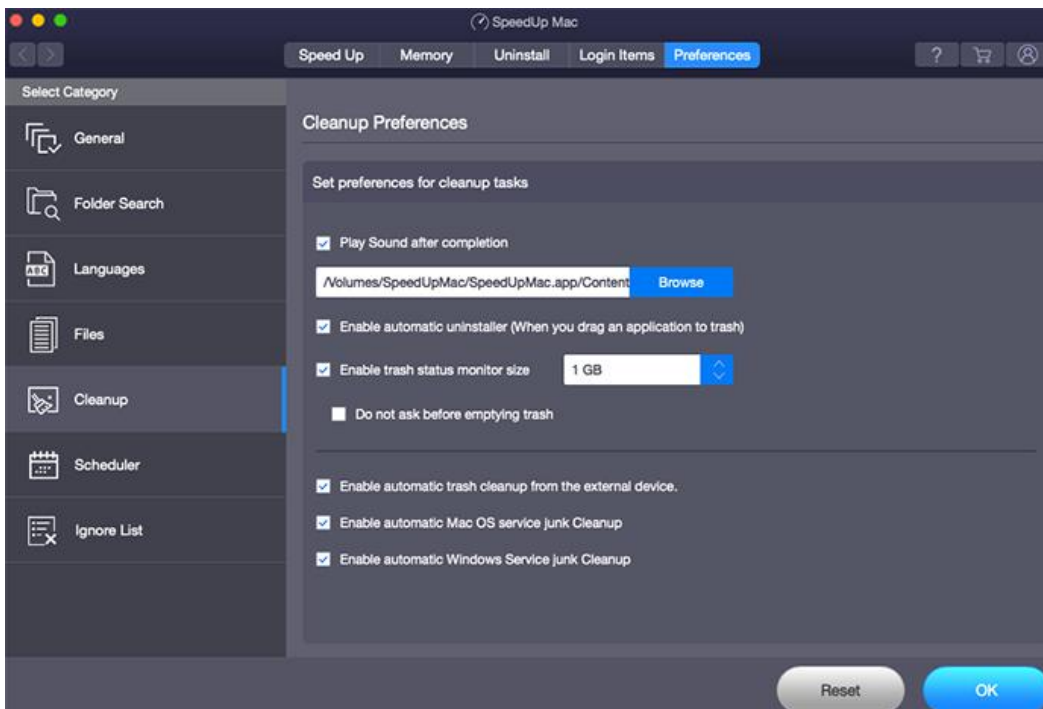 SpeedUp Mac
Speed Up Memory Uninstall Login Items Preferences
?
Select Category
General
Folder Search
ABC
Languages
Files
Cleanup
Scheduler
Ignore List
Cleanup Preferences
Set preferences for cleanup tasks
Play Sound after completion
/Volumes/SpeedUpMac/SpeedUpMac.app/Content Browse
Enable automatic uninstaller (When you drag an application to trash)
Enable trash status monitor size 1 GB
Do not ask before emptying trash
Enable automatic trash cleanup from the external device.
Enable automatic Mac OS service junk Cleanup
Enable automatic Windows Service junk Cleanup
Reset OK